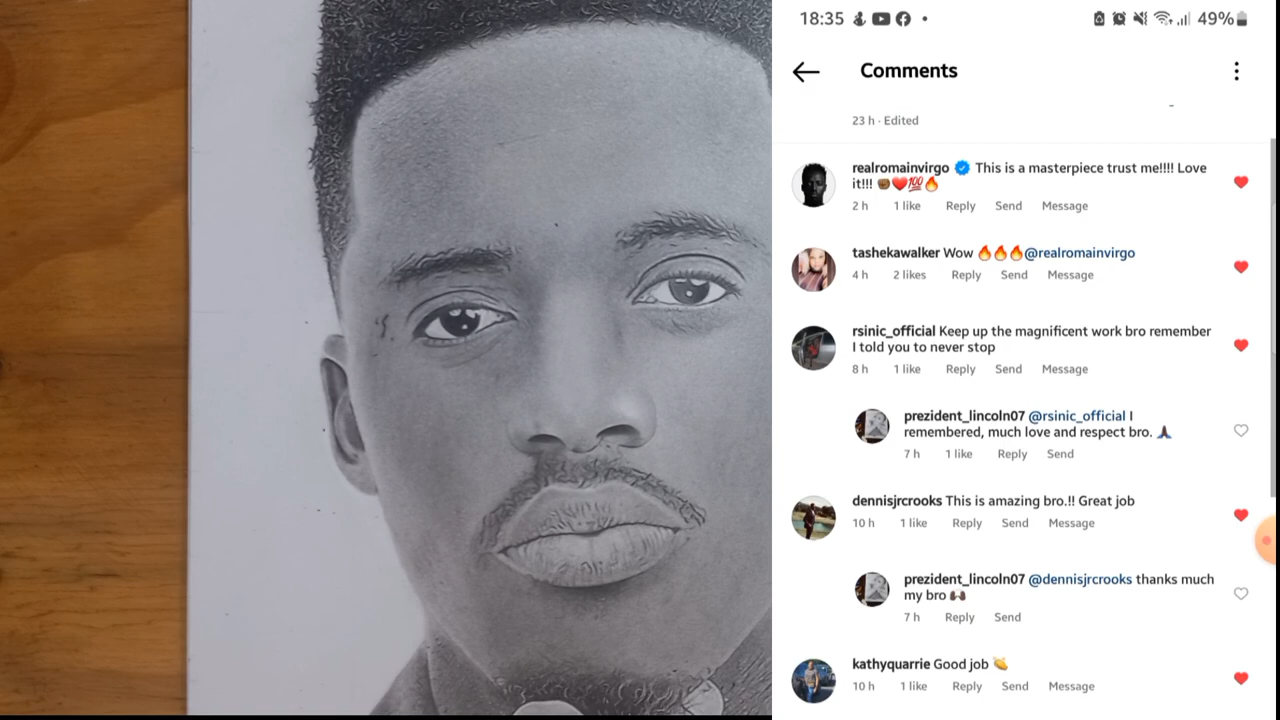 18:35
49%
Comments
23 h · Edited
realromainvirgo This is a masterpiece trust me!!!! Love
it!!! ✊🏿❤️💯🔥
2 h 1 like Reply Send Message
tashekawalker Wow 🔥🔥🔥@realromainvirgo
4 h 2 likes Reply Send Message
rsinic_official Keep up the magnificent work bro remember
I told you to never stop
8 h 1 like Reply Send Message
prezident_lincoln07 @rsinic_official I
remembered, much love and respect bro. 🙏🏿
7 h 1 like Reply Send
dennisjrcrooks This is amazing bro.!! Great job
10 h 1 like Reply Send Message
prezident_lincoln07 @dennisjrcrooks thanks much
my bro 🙌🏿
7 h Reply Send
kathyquarrie Good job 👏
10 h 1 like Reply Send Message